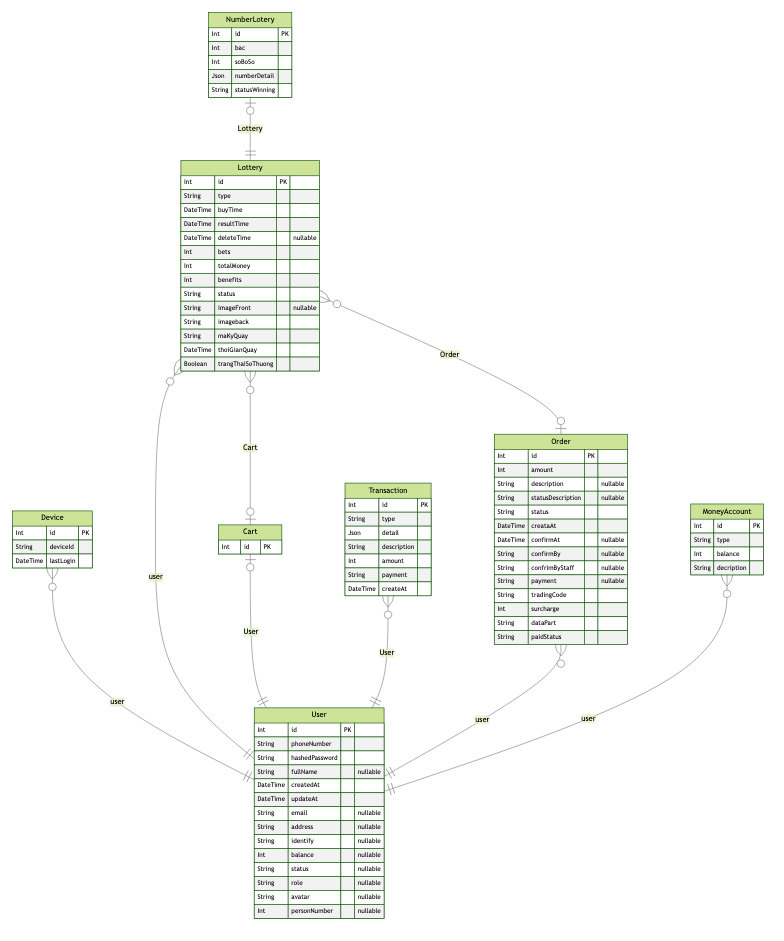 NumberLotery
Int id PK
Int bac
Int soBoSo
Json numberDetail
String statusWinning
Lottery
Lottery
Int id PK
String type
DateTime buyTime
DateTime resultTime
DateTime deleteTime nullable
Int bets
Int totalMoney
Int benefits
String status
String imageFront nullable
String imageback
String maKyQuay
DateTime thoiGianQuay
Boolean trangThaiSoThuong
Order
Order
Int id PK
Int amount
String description nullable
String statusDescription nullable
String status
DateTime creataAt
DateTime confirmAt nullable
String confirmBy nullable
String confrimByStaff nullable
String payment nullable
String tradingCode
Int surcharge
String dataPart
String paidStatus
Cart
Transaction
Int id PK
String type
Json detail
String description
Int amount
String payment
DateTime createAt
MoneyAccount
Int id PK
String type
Int balance
String decription
Device
Int id PK
String deviceId
DateTime lastLogin
Cart
Int id PK
user
User
User
user
user
user
User
Int id PK
String phoneNumber
String hashedPassword
String fullName nullable
DateTime createdAt
DateTime updateAt
String email nullable
String address nullable
String identify nullable
Int balance nullable
String status nullable
String role nullable
String avatar nullable
Int personNumber nullable